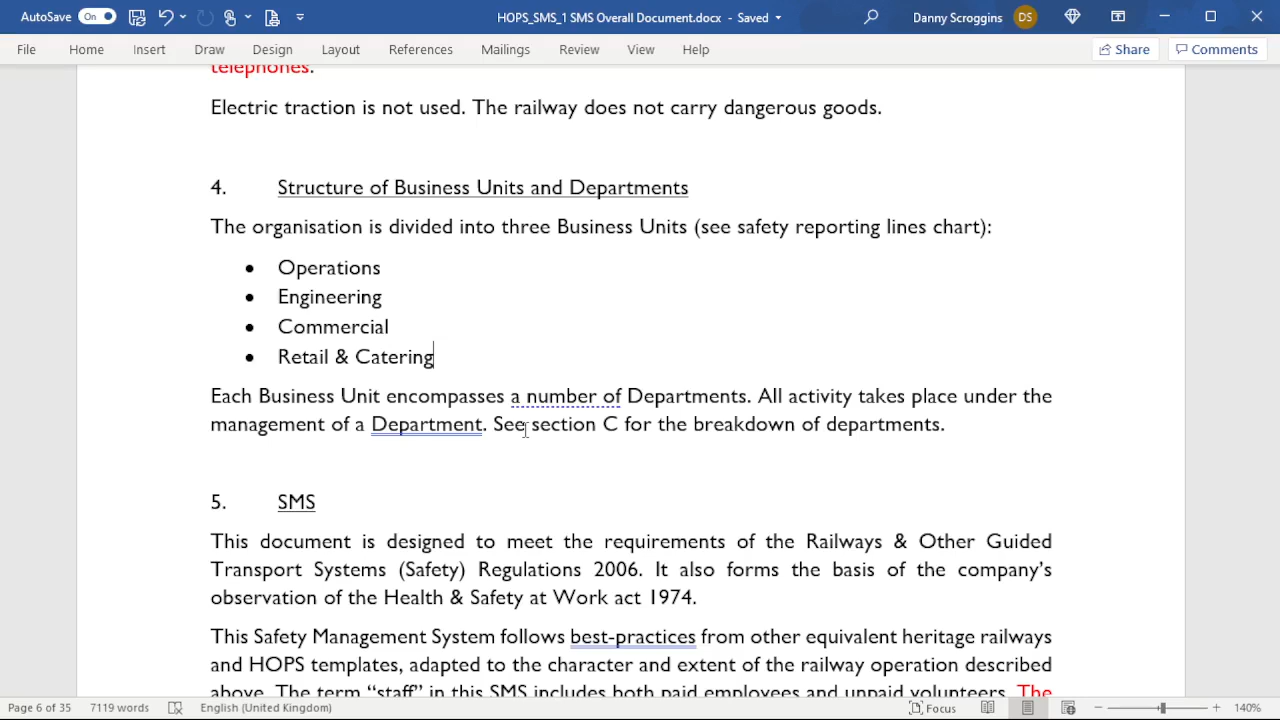 AutoSave On HOPS_SMS_1 SMS Overall Document.docx - Saved Danny Scroggins DS
File Home Insert Draw Design Layout References Mailings Review View Help Share Comments
telephones.
Electric traction is not used. The railway does not carry dangerous goods.
4. Structure of Business Units and Departments
The organisation is divided into three Business Units (see safety reporting lines chart):
• Operations
• Engineering
• Commercial
• Retail & Catering
Each Business Unit encompasses a number of Departments. All activity takes place under the
management of a Department. See section C for the breakdown of departments.
5. SMS
This document is designed to meet the requirements of the Railways & Other Guided
Transport Systems (Safety) Regulations 2006. It also forms the basis of the company's
observation of the Health & Safety at Work act 1974.
This Safety Management System follows best-practices from other equivalent heritage railways
and HOPS templates, adapted to the character and extent of the railway operation described
above. The term “staff” in this SMS includes both paid employees and unpaid volunteers. The
Page 6 of 35 7119 words English (United Kingdom) Focus 140%